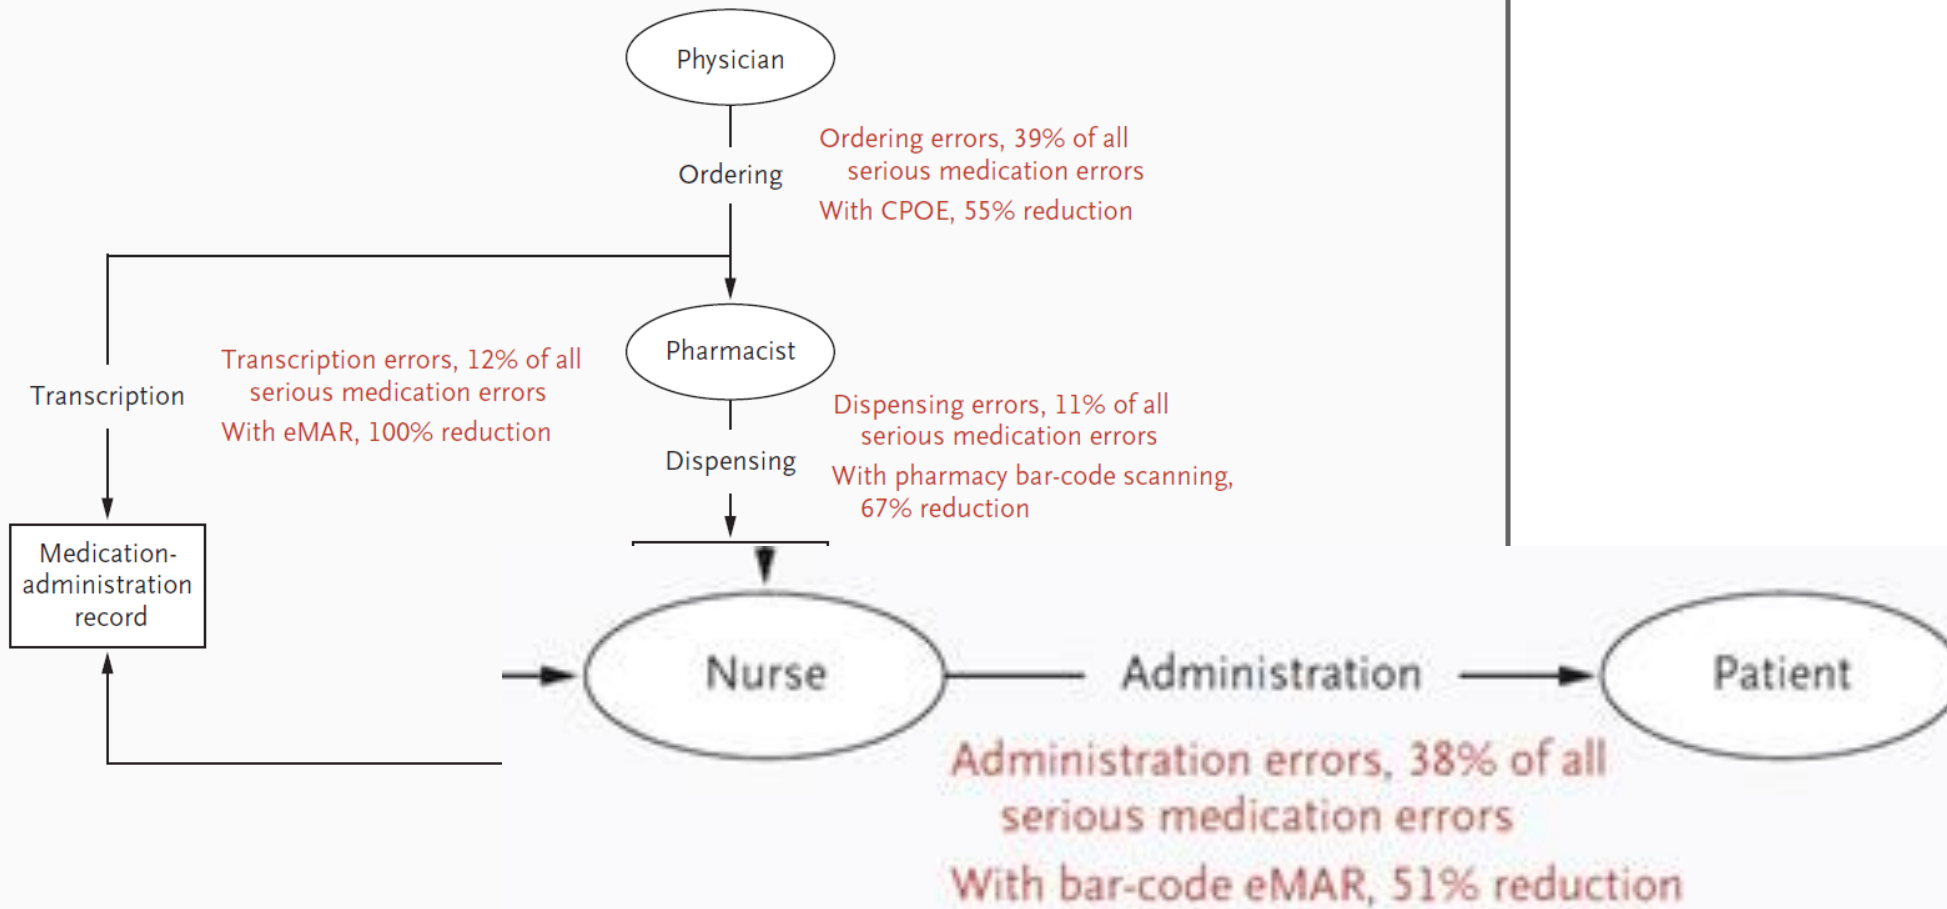 Physician
Ordering
Ordering errors, 39% of all
serious medication errors
With CPOE, 55% reduction
Transcription
Transcription errors, 12% of all
serious medication errors
With eMAR, 100% reduction
Pharmacist
Dispensing
Dispensing errors, 11% of all
serious medication errors
With pharmacy bar-code scanning,
67% reduction
Medication-
administration
record
Nurse
Administration
Patient
Administration errors, 38% of all
serious medication errors
With bar-code eMAR, 51% reduction